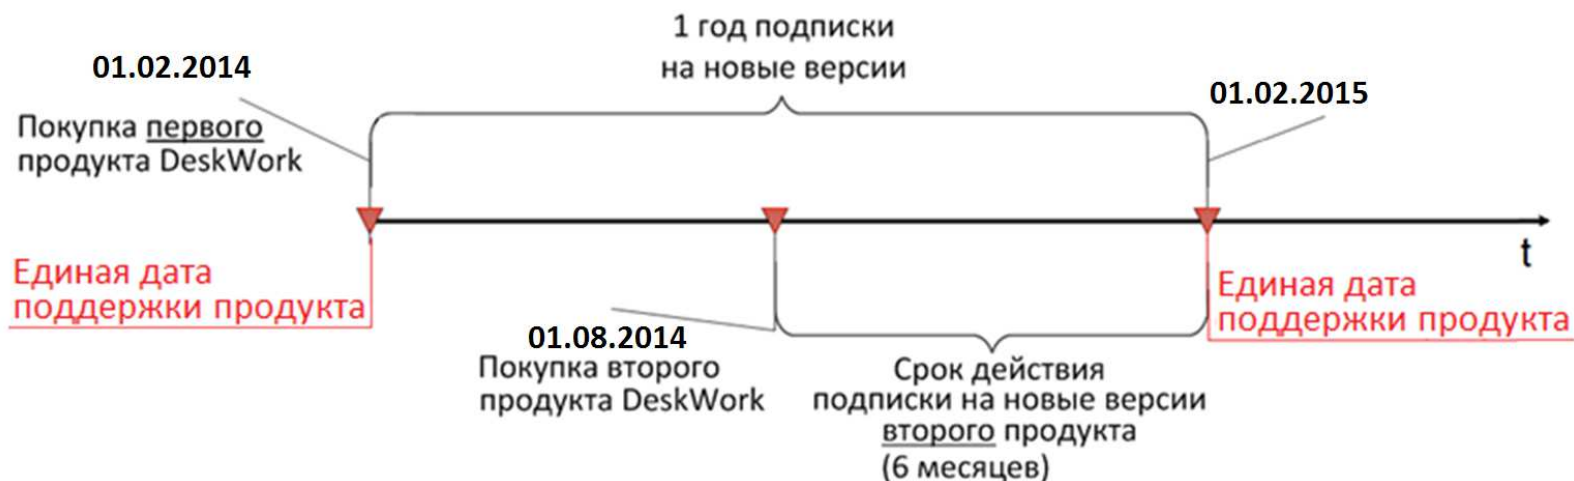 1 год подписки
на новые версии
01.02.2014
01.02.2015
Покупка первого
продукта DeskWork
t
Единая дата
поддержки продукта
Единая дата
поддержки продукта
01.08.2014
Покупка второго
продукта DeskWork
Срок действия
подписки на новые версии
второго продукта
(6 месяцев)